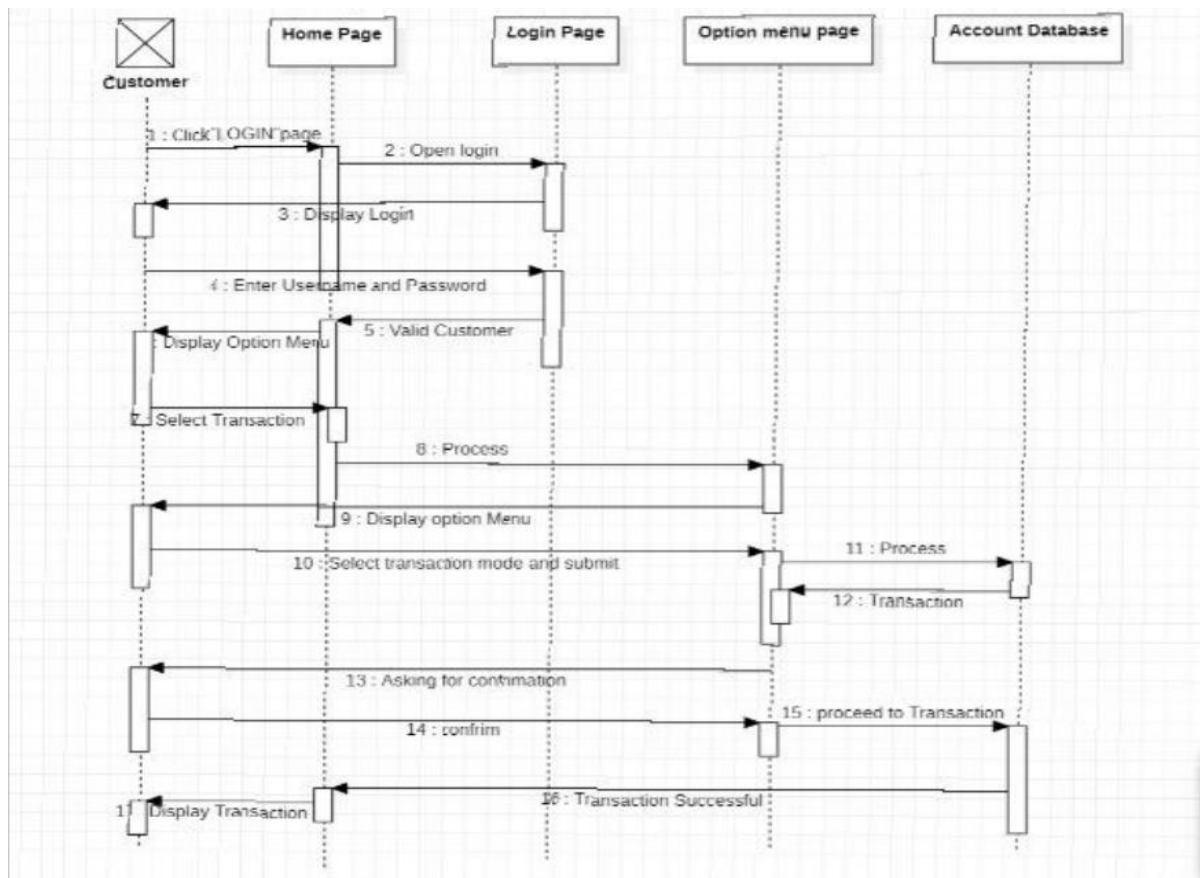 Home Page
Login Page
Option menu page
Account Database
Customer
1 : Click"LOGIN"page
2 : Open login
3 : Display Login
4 : Enter Username and Password
5 : Valid Customer
: Display Option Menu
7 : Select Transaction
8 : Process
9 : Display option Menu
10 : Select transaction mode and submit
11 : Process
12 : Transaction
13 : Asking for confrimation
14 : confrim
15 : proceed to Transaction
16 : Transaction Successful
Display Transaction